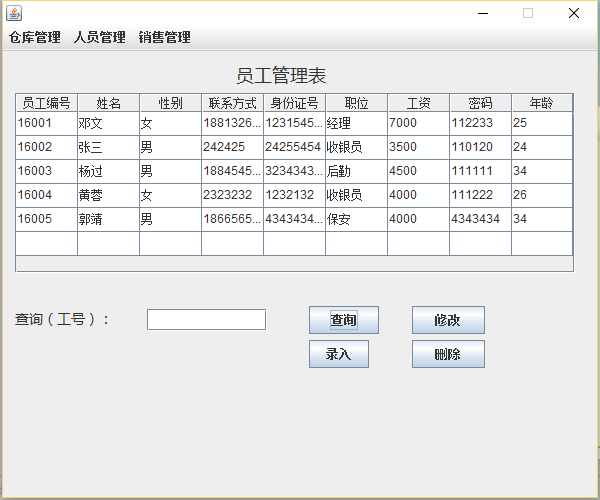 仓库管理 人员管理 销售管理
员工管理表
员工编号 姓名 性别 联系方式 身份证号 职位 工资 密码 年龄
16001 邓文 女 1881326... 1231545... 经理 7000 112233 25
16002 张三 男 242425 24255454 收银员 3500 110120 24
16003 杨过 男 1884545... 3234343... 后勤 4500 111111 34
16004 黄蓉 女 2323232 1232132 收银员 4000 111222 26
16005 郭靖 男 1866565... 4343434... 保安 4000 4343434 34
查询（工号）： 查询 修改
录入 删除